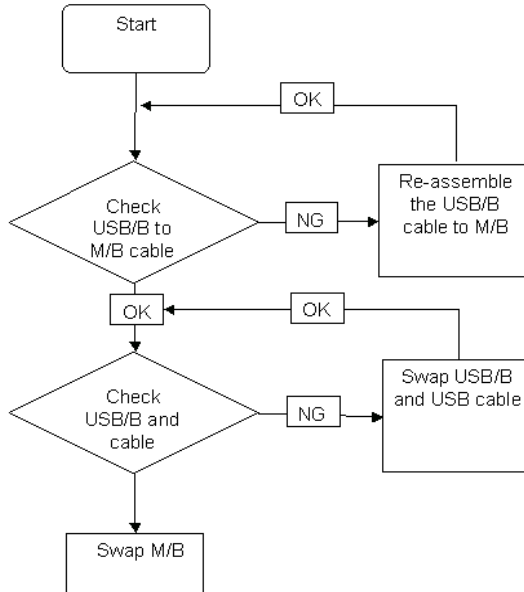 Start
OK
Check
USB/B to
M/B cable
NG
Re-assemble
the USB/B
cable to M/B
OK
OK
Check
USB/B and
cable
NG
Swap USB/B
and USB cable
Swap M/B